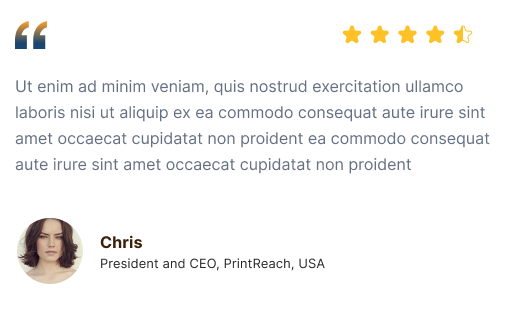 Ut enim ad minim veniam, quis nostrud exercitation ullamco
laboris nisi ut aliquip ex ea commodo consequat aute irure sint
amet occaecat cupidatat non proident ea commodo consequat
aute irure sint amet occaecat cupidatat non proident
Chris
President and CEO, PrintReach, USA